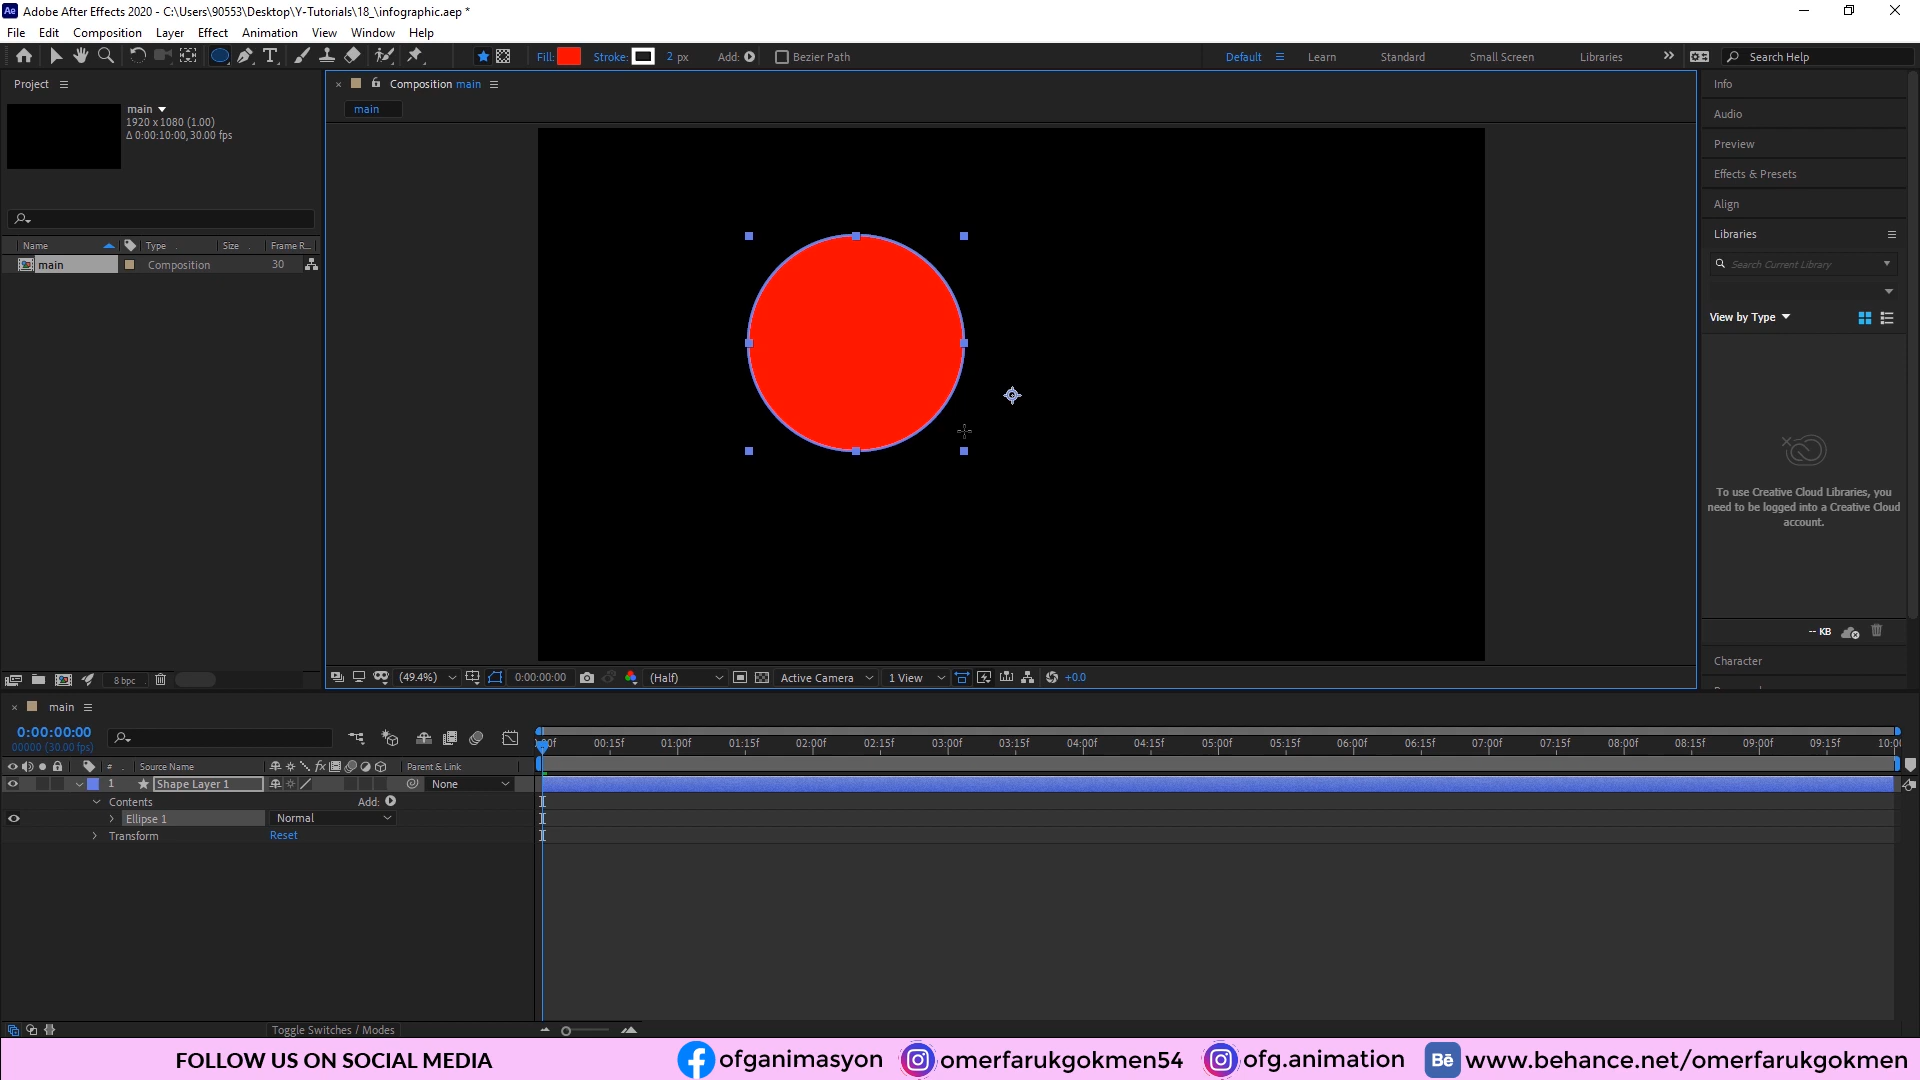 Ae Adobe After Effects 2020 - C:\Users\90553\Desktop\Y-Tutorials\18_\infographic.aep *
File Edit Composition Layer Effect Animation View Window Help
Fill: Stroke: 2 px Add: Bezier Path Default Learn Standard Small Screen Libraries Search Help
Project
main
1920 x 1080 (1.00)
Δ 0:00:10:00, 30.00 fps
Name Type Size Frame R...
main Composition 30
8 bpc
Composition main
main
(49.4%) 0:00:00:00 (Half) Active Camera 1 View +0.0
Info
Audio
Preview
Effects & Presets
Align
Libraries
Search Current Library
View by Type
To use Creative Cloud Libraries, you
need to be logged into a Creative Cloud
account.
-- KB
Character
main
0:00:00:00
00000 (30.00 fps)
00:15f 01:00f 01:15f 02:00f 02:15f 03:00f 03:15f 04:00f 04:15f 05:00f 05:15f 06:00f 06:15f 07:00f 07:15f 08:00f 08:15f 09:00f 09:15f
# Source Name fx Parent & Link
1 Shape Layer 1 None
Contents Add:
Ellipse 1 Normal
Transform Reset
Toggle Switches / Modes
FOLLOW US ON SOCIAL MEDIA ofganimasyon omerfarukgokmen54 ofg.animation Bē www.behance.net/omerfarukgokmen